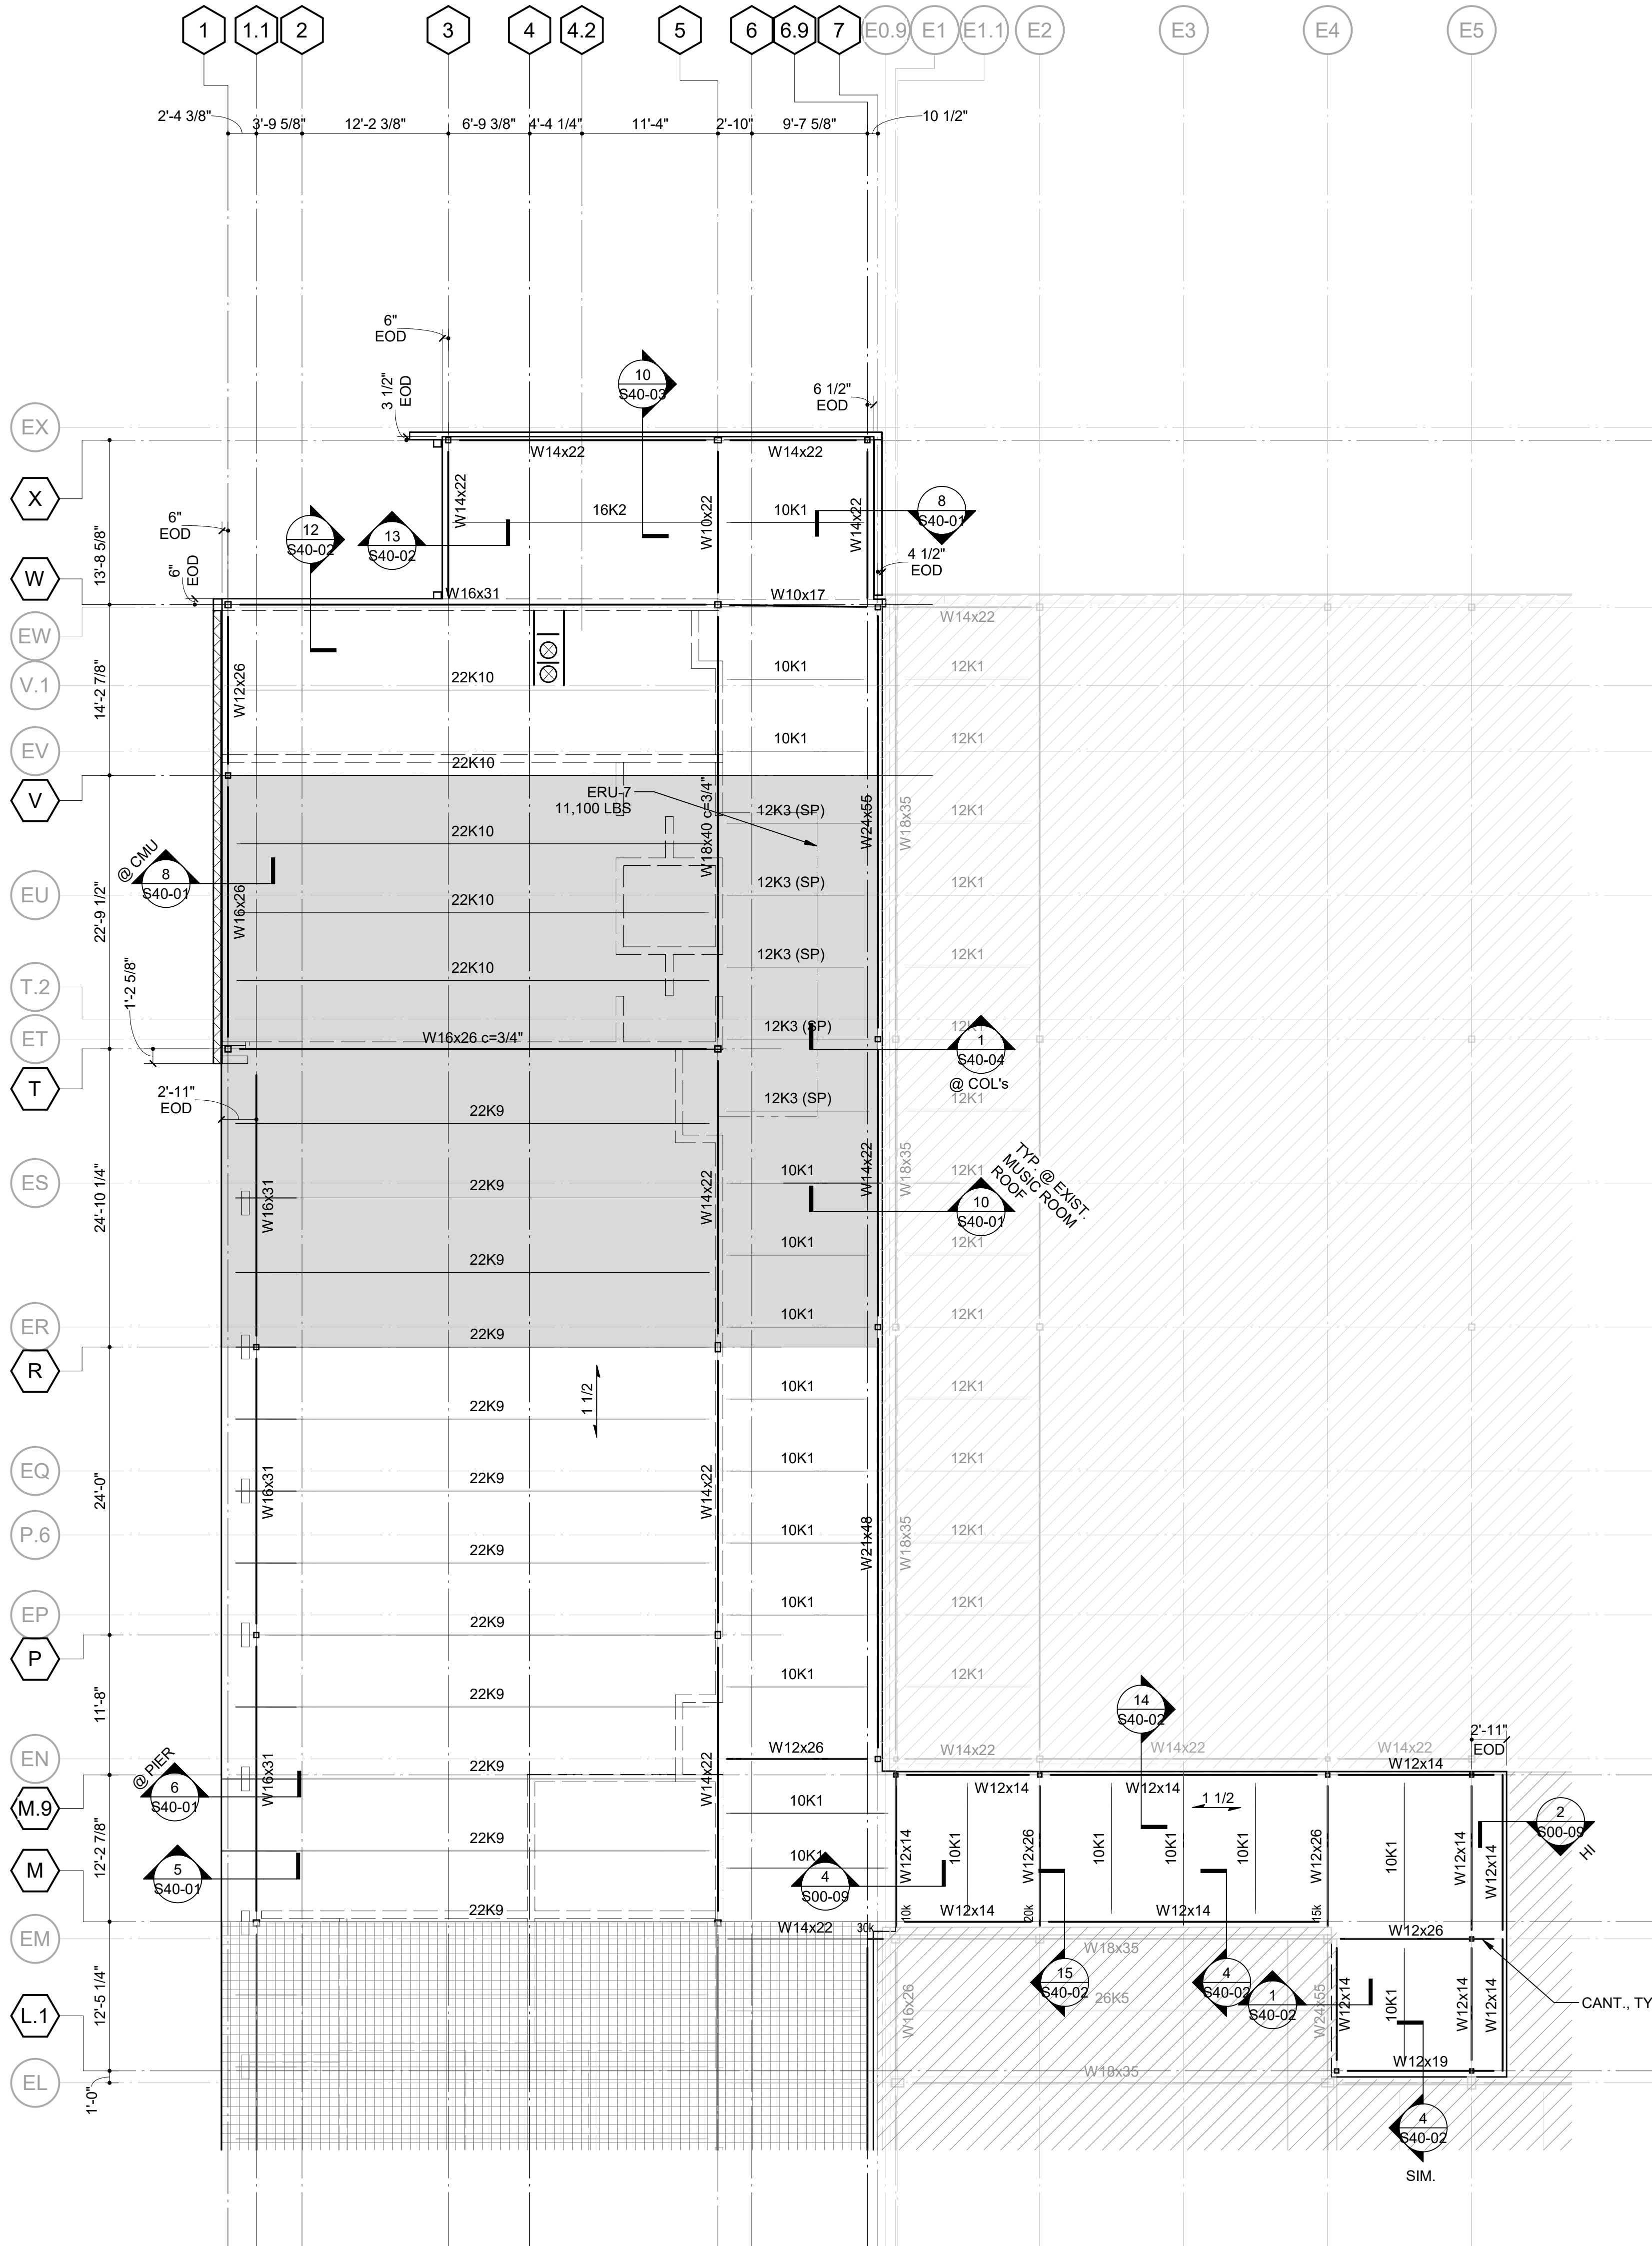 1 1.1 2 3 4 4.2 5 6 6.9 7 E0.9 E1 E1.1 E2 E3 E4 E5
2'-4 3/8" 3'-9 5/8" 12'-2 3/8" 6'-9 3/8" 4'-4 1/4" 11'-4" 2'-10" 9'-7 5/8" 10 1/2"
6"
EOD
3 1/2"
EOD
10
S40-03
6 1/2"
EOD
EX
W14x22 W14x22
X
W14x22
16K2
W10x22
10K1
W14x22
8
S40-01
6"
EOD
12
S40-02
13
S40-02
4 1/2"
EOD
13'-8 5/8"
W
6"
EOD
W16x31 W10x17
W14x22
EW
V.1
14'-2 7/8"
W12x26
22K10
10K1 12K1
EV
10K1 12K1
22K10
V
ERU-7
11,100 LBS
W18x40 c=3/4"
12K3 (SP)
W24x55
W18x35
12K1
22K10
@ CMU
8
S40-01
EU
22'-9 1/2"
W16x26
12K3 (SP) 12K1
22K10
12K3 (SP) 12K1
22K10
T.2
1'-2 5/8"
ET
12K3 (SP) 12K1
W16x26 c=3/4"
1
S40-04
@ COL's
T
2'-11"
EOD
12K3 (SP) 12K1
22K9
TYP. @ EXIST.
MUSIC ROOM
ROOF
10
S40-01
ES
24'-10 1/4"
W16x31
22K9
W14x22
10K1
W14x22
W18x35
12K1
10K1 12K1
22K9
ER
10K1 12K1
22K9
R
1 1/2
10K1 12K1
22K9
EQ
24'-0"
W16x31
22K9
W14x22
10K1 12K1
P.6
10K1
W21x48
W18x35
12K1
22K9
EP
10K1 12K1
22K9
P
10K1 12K1
22K9
11'-8"
14
S40-02
2'-11"
EOD
EN
W12x26
W14x22 W14x22 W14x22
W12x14
@ PIER
6
S40-01
W16x31
22K9
W14x22
W12x14 W12x14
1 1/2
M.9
10K1
2
S00-09
HI
12'-2 7/8"
22K9
10K1
W12x14
10K1
W12x26
10K1
10K1
10K1
W12x26
10K1
W12x14
W12x14
M
5
S40-01
4
S00-09
22K9
10k
W12x14
20k
W12x14
15k
W14x22
30k
W12x26
EM
W18x35
15
S40-02
4
S40-02
1
S40-02
12'-5 1/4"
L.1
W16x26
26K5
W24x55
W12x14
10K1
W12x14
W12x14
CANT., TY
W18x35
W12x19
EL
1'-0"
4
S40-02
SIM.